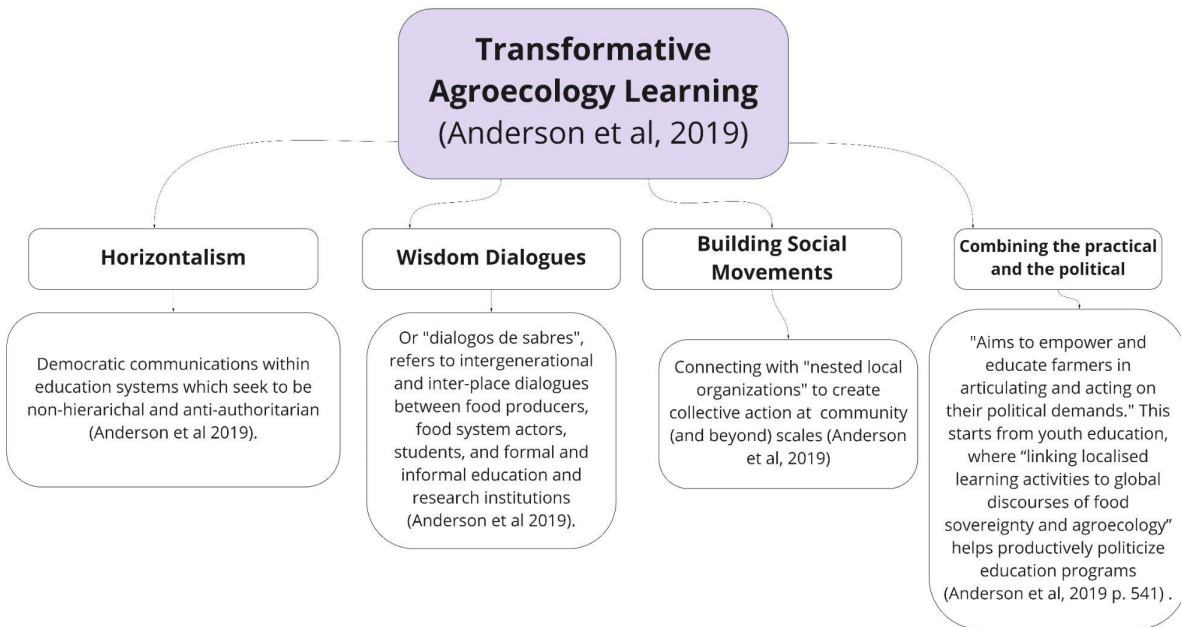 Transformative
Agroecology Learning
(Anderson et al, 2019)
Horizontalism
Democratic communications within
education systems which seek to be
non-hierarichal and anti-authoritarian
(Anderson et al 2019).
Wisdom Dialogues
Or "dialogos de sabres",
refers to intergenerational
and inter-place dialogues
between food producers,
food system actors,
students, and formal and
informal education and
research institutions
(Anderson et al 2019).
Building Social
Movements
Connecting with "nested local
organizations" to create
collective action at  community
(and beyond) scales (Anderson
et al, 2019)
Combining the practical
and the political
"Aims to empower and
educate farmers in
articulating and acting on
their political demands." This
starts from youth education,
where “linking localised
learning activities to global
discourses of food
sovereignty and agroecology”
helps productively politicize
education programs
(Anderson et al, 2019 p. 541) .